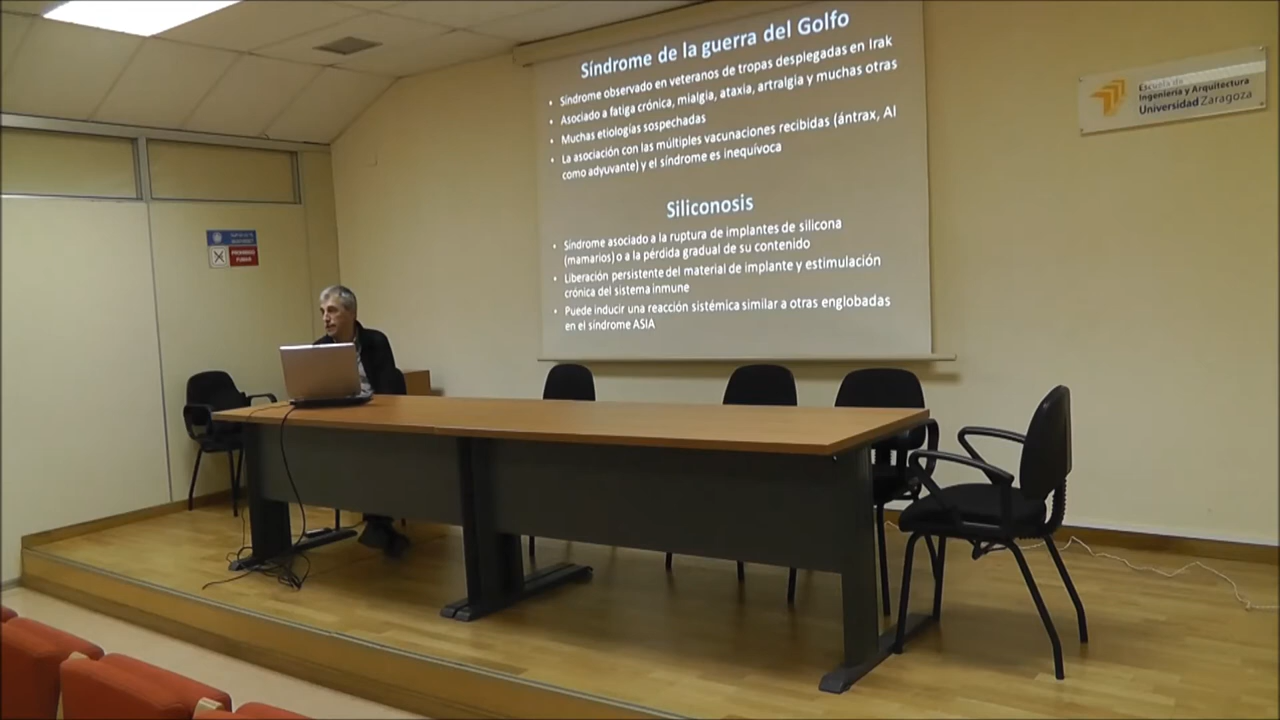 Síndrome de la guerra del Golfo
• Síndrome observado en veteranos de tropas desplegadas en Irak
• Asociado a fatiga crónica, mialgia, ataxia, artralgia y muchas otras
• Muchas etiologías sospechadas
• La asociación con las múltiples vacunaciones recibidas (ántrax, Al
como adyuvante) y el síndrome es inequívoca
Siliconosis
• Síndrome asociado a la ruptura de implantes de silicona
(mamarios) o a la pérdida gradual de su contenido
• Liberación persistente del material de implante y estimulación
crónica del sistema inmune
• Puede inducir una reacción sistémica similar a otras englobadas
en el síndrome ASIA
Escuela de
Ingeniería y Arquitectura
Universidad Zaragoza
PROHIBIDO
FUMAR